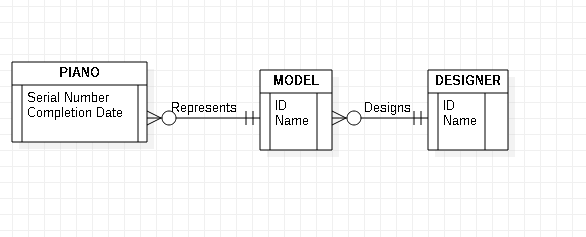 PIANO
Serial Number
Completion Date
Represents
MODEL
ID
Name
Designs
DESIGNER
ID
Name